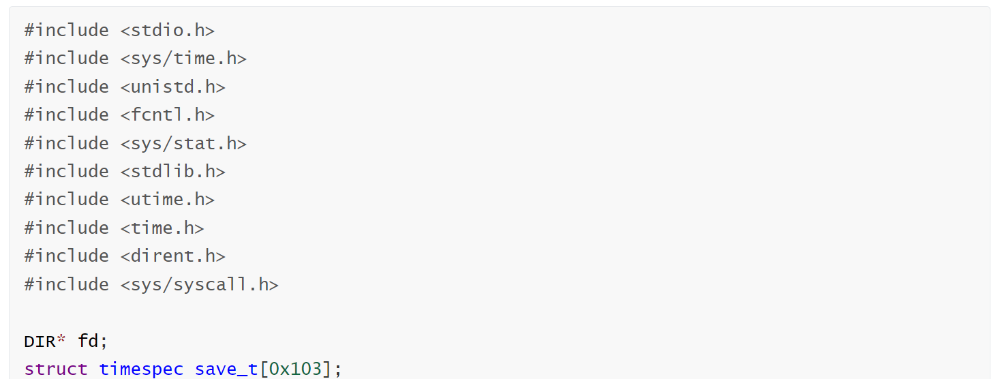 #include <stdio.h>
#include <sys/time.h>
#include <unistd.h>
#include <fcntl.h>
#include <sys/stat.h>
#include <stdlib.h>
#include <utime.h>
#include <time.h>
#include <dirent.h>
#include <sys/syscall.h>
DIR* fd;
struct timespec save_t[0x103];